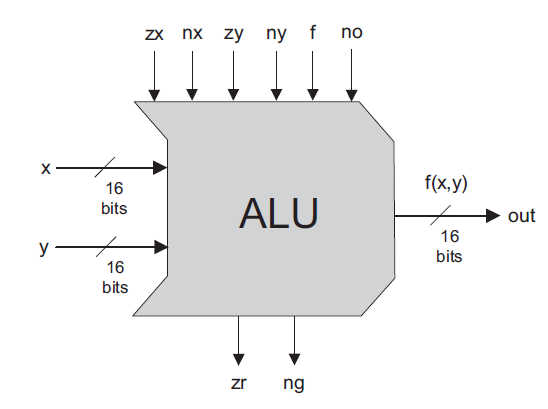 zx nx zy ny f no
x
16
bits
y
16
bits
ALU
f(x,y)
16
bits
out
zr ng